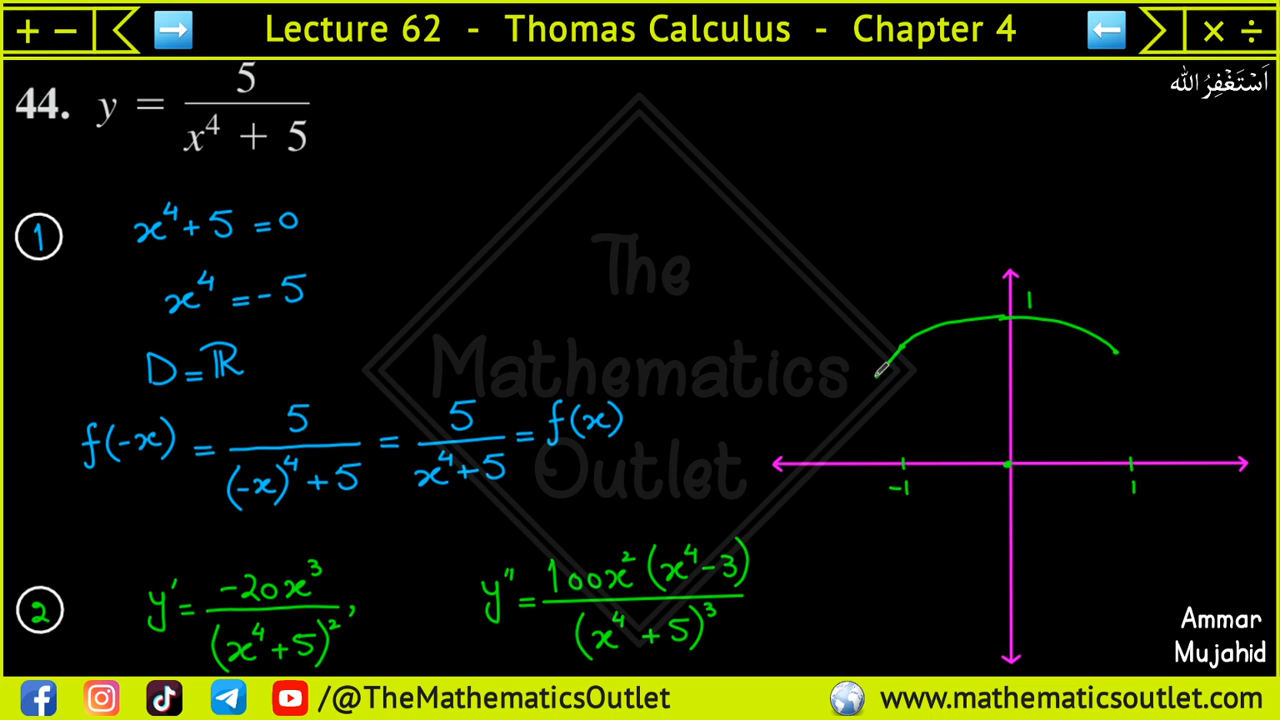 + − ➡ Lecture 62 - Thomas Calculus - Chapter 4 ⬅ × ÷
اَسْتَغْفِرُ الله
44. y = 5 / (x⁴ + 5)
1 x⁴ + 5 = 0
x⁴ = -5
D = ℝ
f(-x) = 5 / ((-x)⁴ + 5) = 5 / (x⁴ + 5) = f(x)
2 y' = -20x³ / (x⁴ + 5)², y" = 100x² (x⁴ - 3) / (x⁴ + 5)³
1
-1 1
The
Mathematics
Outlet
Ammar
Mujahid
/@TheMathematicsOutlet www.mathematicsoutlet.com